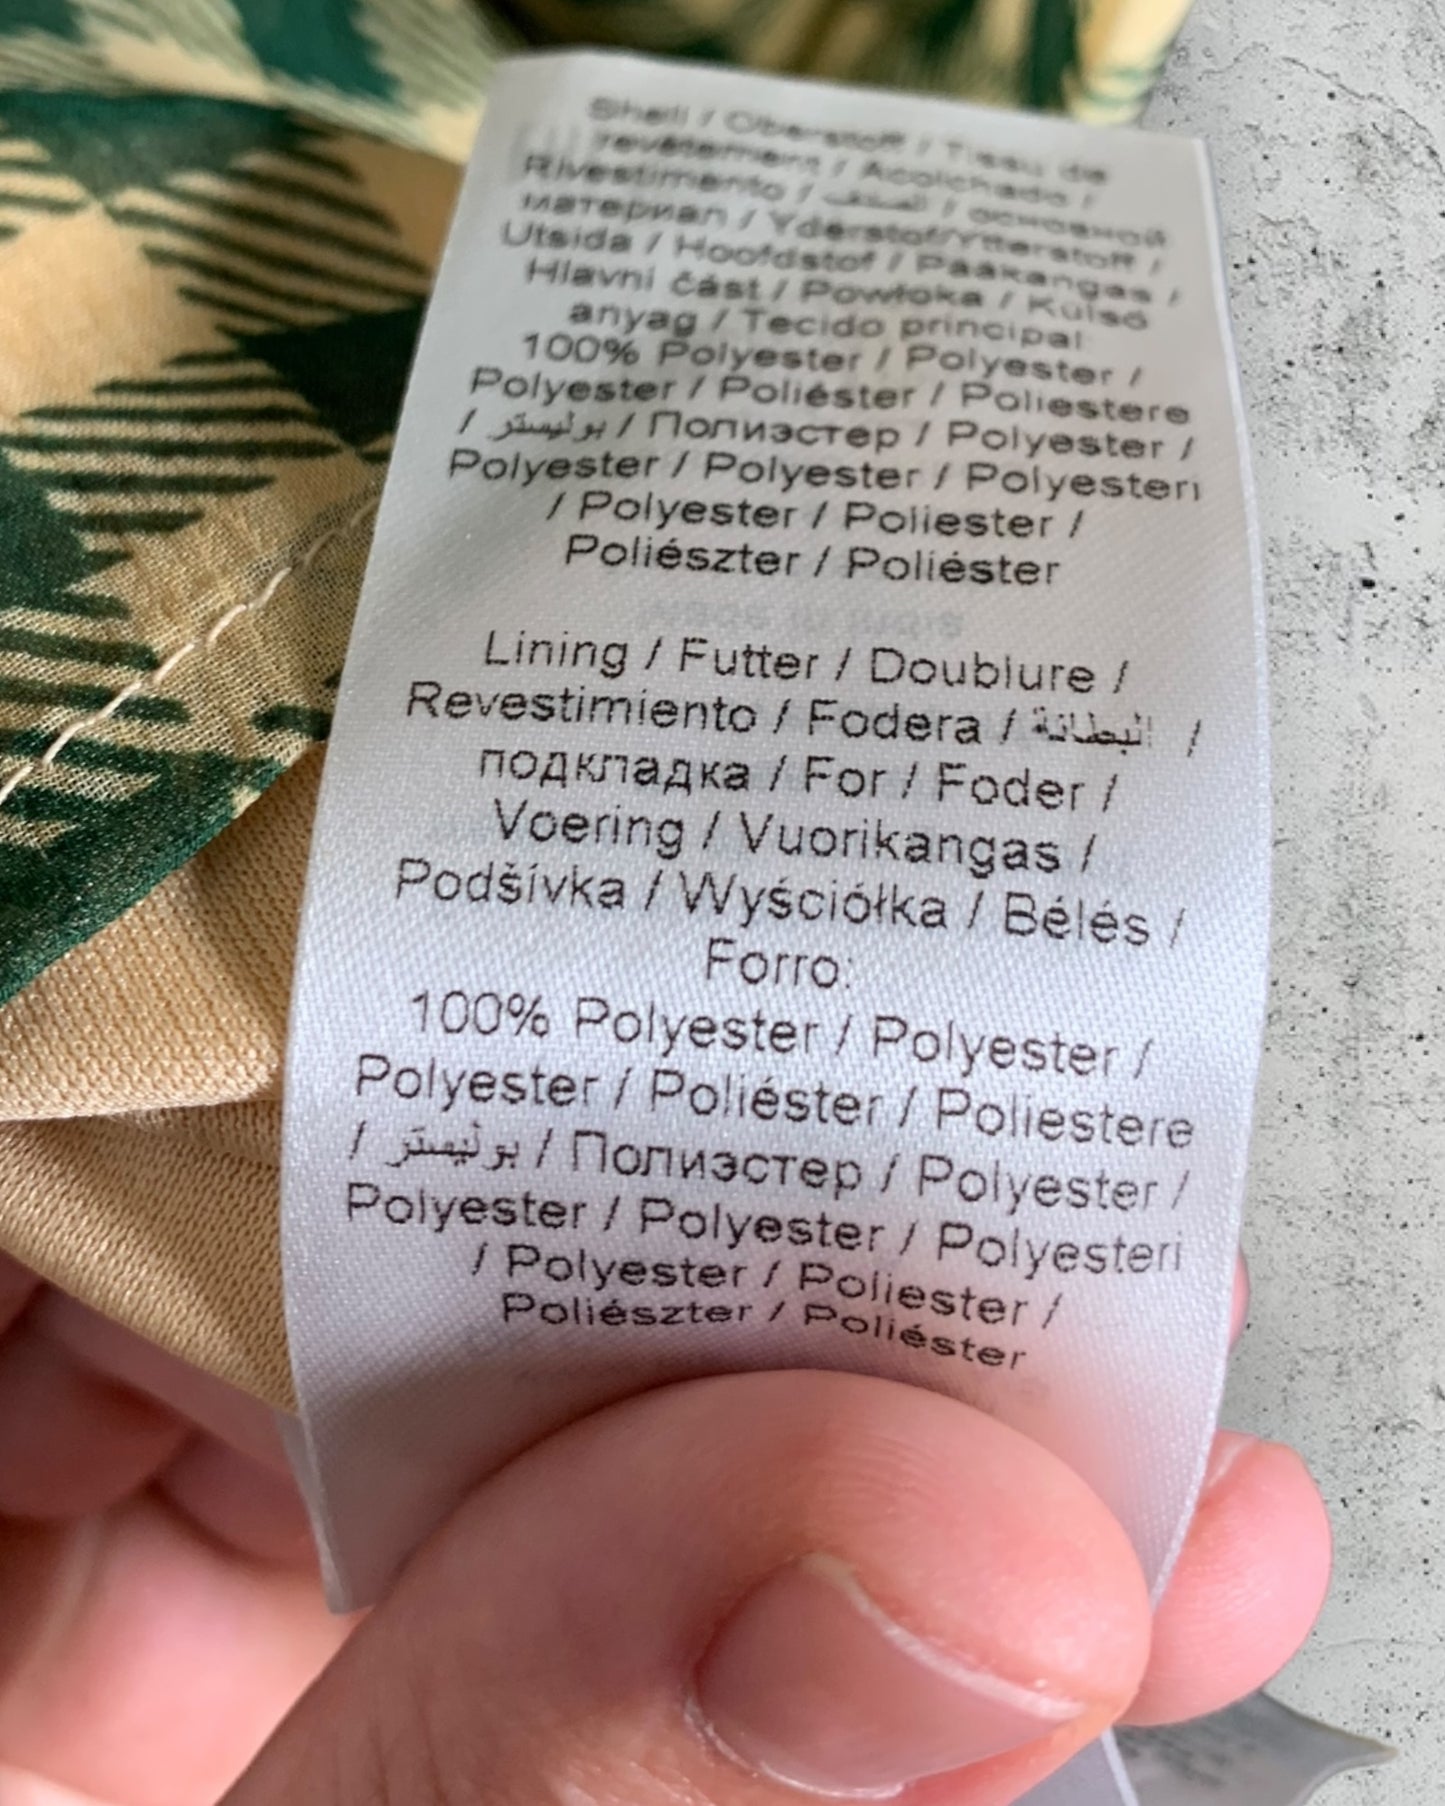 Shell / Oberstoff / Tissu de
revêtement / Acolchado /
Rivestimento / / основной
материал / Yderstof/Ytterstoff /
Utsida / Hoofdstof / Pääkangas /
Hlavní část / Powłoka / Külső
anyag / Tecido principal:
100% Polyester / Polyester /
Polyester / Poliéster / Poliestere
/ بوليستر / Полиэстер / Polyester /
Polyester / Polyester / Polyesteri
/ Polyester / Poliester /
Poliészter / Poliéster
Lining / Futter / Doublure /
Revestimiento / Fodera / البطانة /
подкладка / For / Foder /
Voering / Vuorikangas /
Podšívka / Wyściółka / Bélés /
Forro:
100% Polyester / Polyester /
Polyester / Poliéster / Poliestere
/ بوليستر / Полиэстер / Polyester /
Polyester / Polyester / Polyesteri
/ Polyester / Poliester /
Poliészter / Poliéster